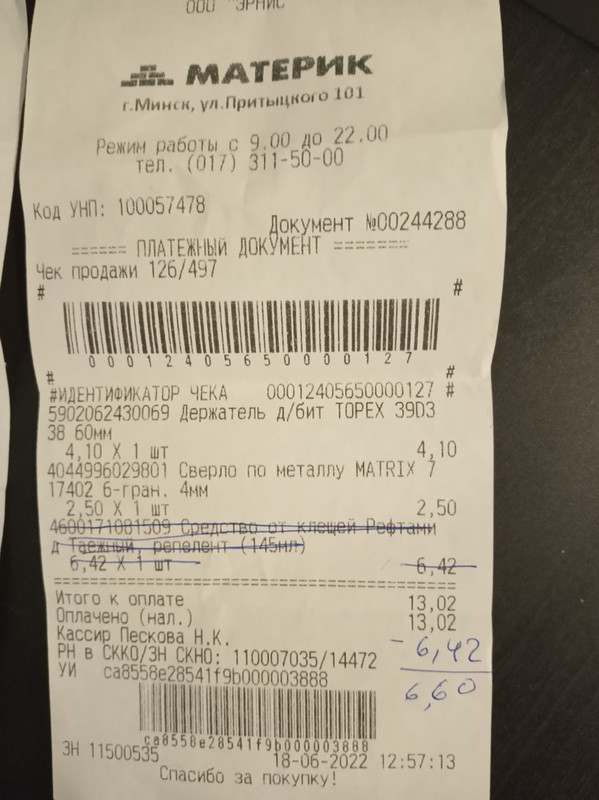 ООО "ЭРНИС"
МАТЕРИК
г.Минск, ул.Притыцкого 101
Режим работы с 9.00 до 22.00
тел. (017) 311-50-00
Код УНП: 100057478
Документ №00244288
====== ПЛАТЕЖНЫЙ ДОКУМЕНТ =======
Чек продажи 126/497
# #
000124056500001 27
# #
#ИДЕНТИФИКАТОР ЧЕКА 00012405650000127 #
5902062430069 Держатель д/бит TOPEX 39D3
38 60мм
4,10 X 1 шт 4,10
4044996029801 Сверло по металлу MATRIX 7
17402 6-гран. 4мм
2,50 X 1 шт 2,50
4600171081509 Средство от клещей Рефтами
д Таежный, репелент (145мл)
6,42 X 1 шт 6,42
Итого к оплате 13,02
Оплачено (нал.) 13,02
Кассир Пескова Н.К.
- 6,42
РН в СККО/ЗН СКНО: 110007035/14472
УИ ca8558e28541f9b000003888
6,60
ca8558e28541f9b000003888
ЗН 11500535 18-06-2022 12:57:13
Спасибо за покупку!